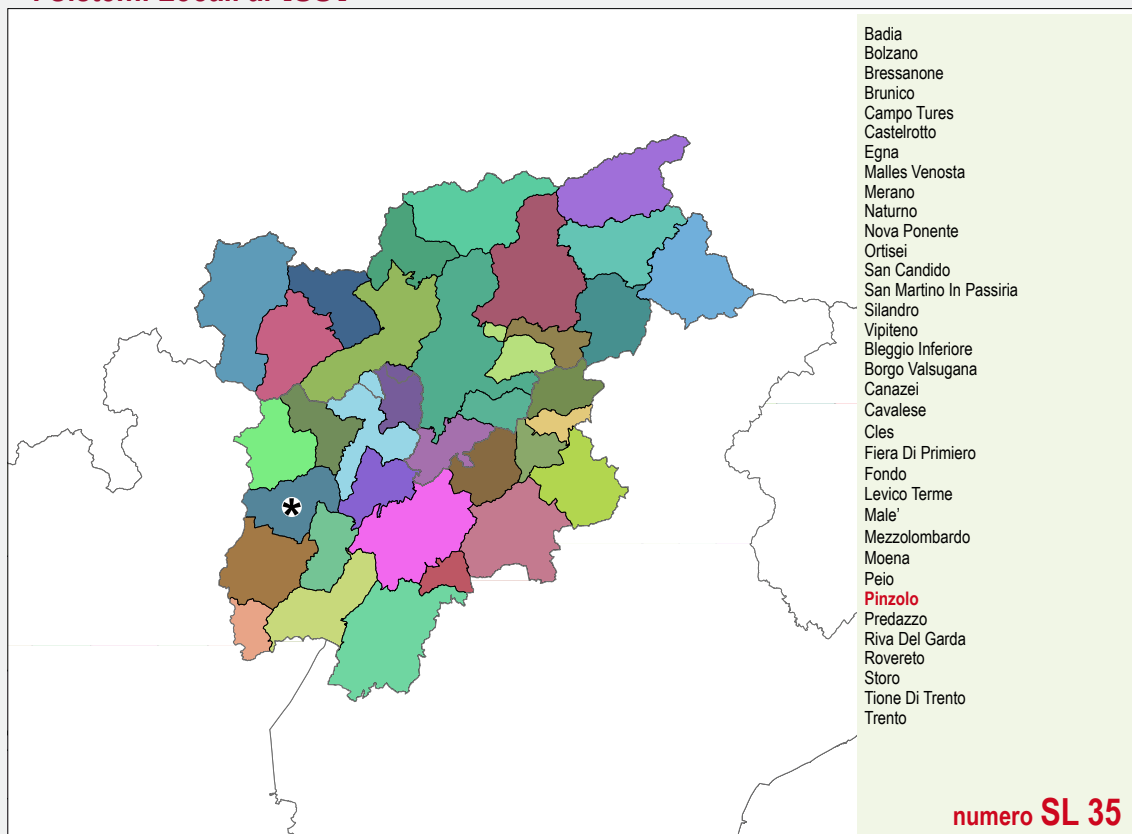 Badia
Bolzano
Bressanone
Brunico
Campo Tures
Castelrotto
Egna
Malles Venosta
Merano
Naturno
Nova Ponente
Ortisei
San Candido
San Martino In Passiria
Silandro
Vipiteno
Bleggio Inferiore
Borgo Valsugana
Canazei
Cavalese
Cles
Fiera Di Primiero
Fondo
Levico Terme
Male’
Mezzolombardo
Moena
Peio
Pinzolo
Predazzo
Riva Del Garda
Rovereto
Storo
Tione Di Trento
Trento
numero SL 35